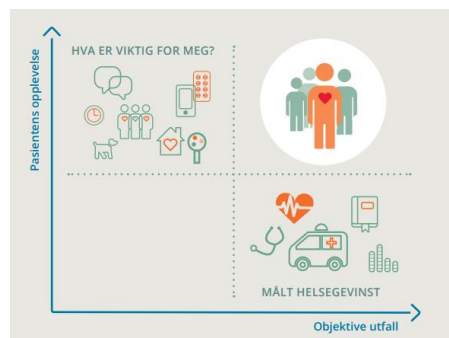 HVA ER VIKTIG FOR MEG?
Pasientens opplevelse
MÅLT HELSEGEVINST
Objektive utfall